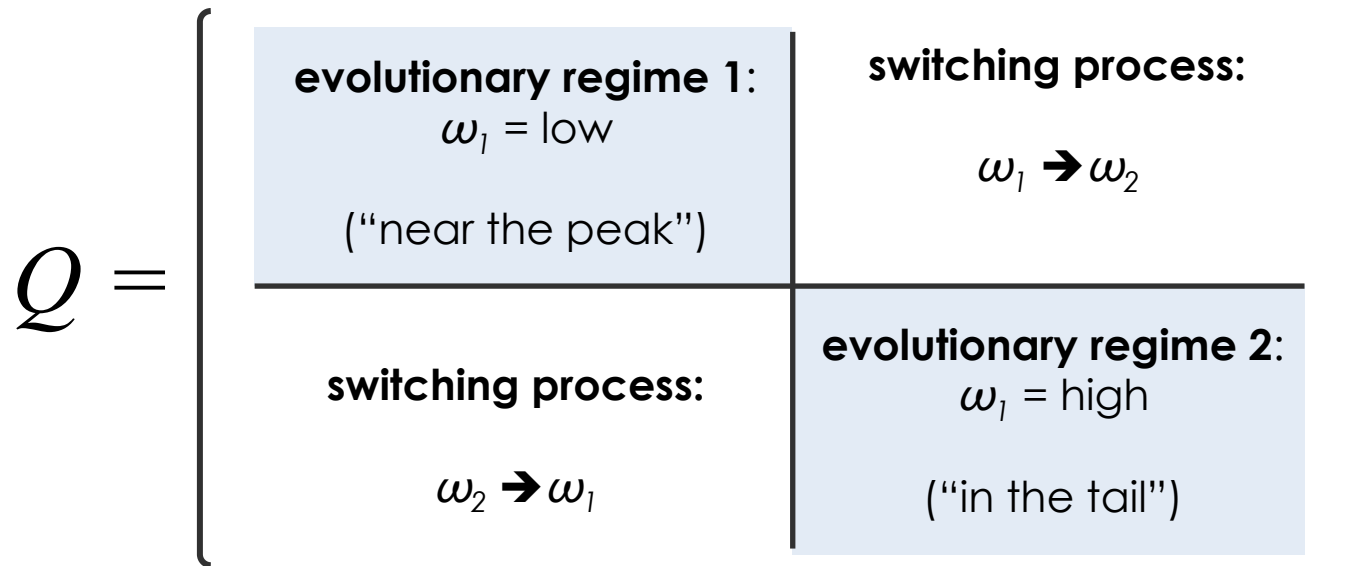 Q =
evolutionary regime 1:
ω₁ = low
(“near the peak”)
switching process:
ω₁ ➔ ω₂
switching process:
ω₂ ➔ ω₁
evolutionary regime 2:
ω₁ = high
(“in the tail”)